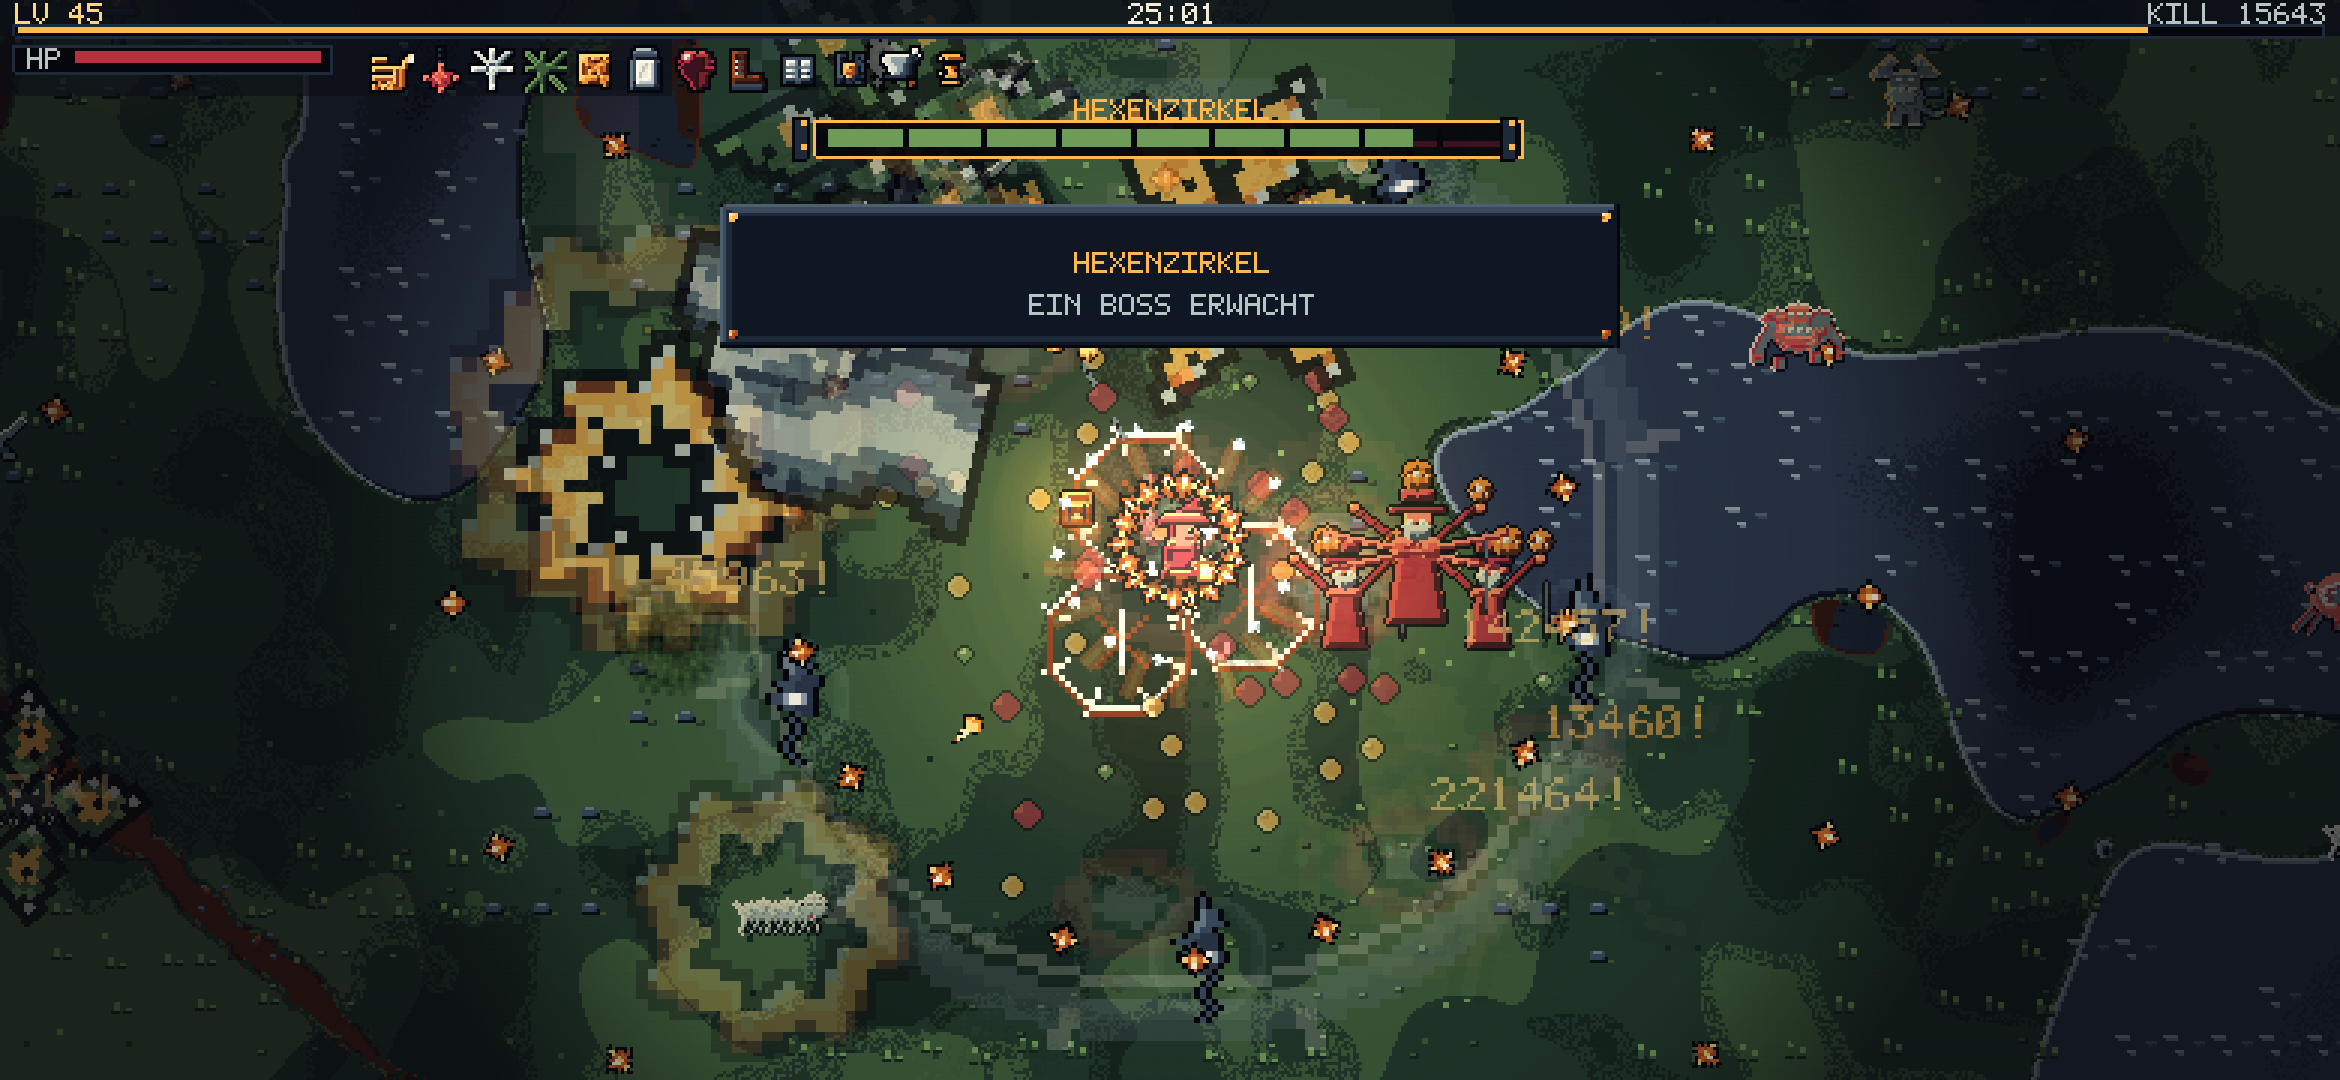 LV 45
25:01
KILL 15643
HP
HEXENZIRKEL
HEXENZIRKEL
EIN BOSS ERWACHT
13460!
221464!